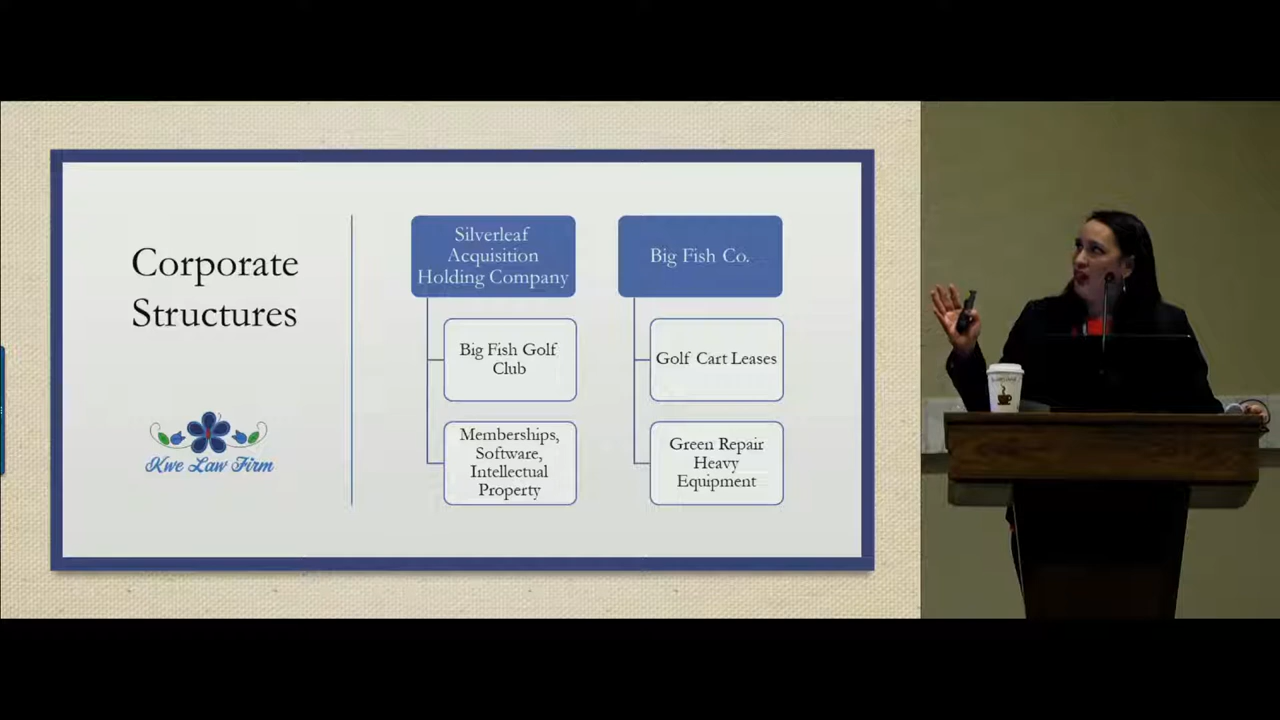 Corporate
Structures
Kwe Law Firm
Silverleaf
Acquisition
Holding Company
Big Fish Golf
Club
Memberships,
Software,
Intellectual
Property
Big Fish Co.
Golf Cart Leases
Green Repair
Heavy
Equipment